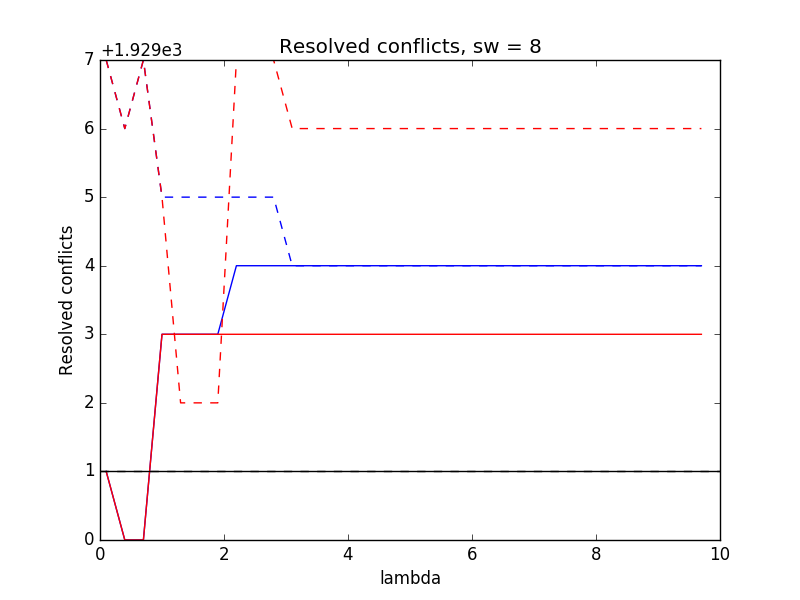 Resolved conflicts, sw = 8
+1.929e3
7
6
5
4
3
2
1
0
Resolved conflicts
0 2 4 6 8 10
lambda